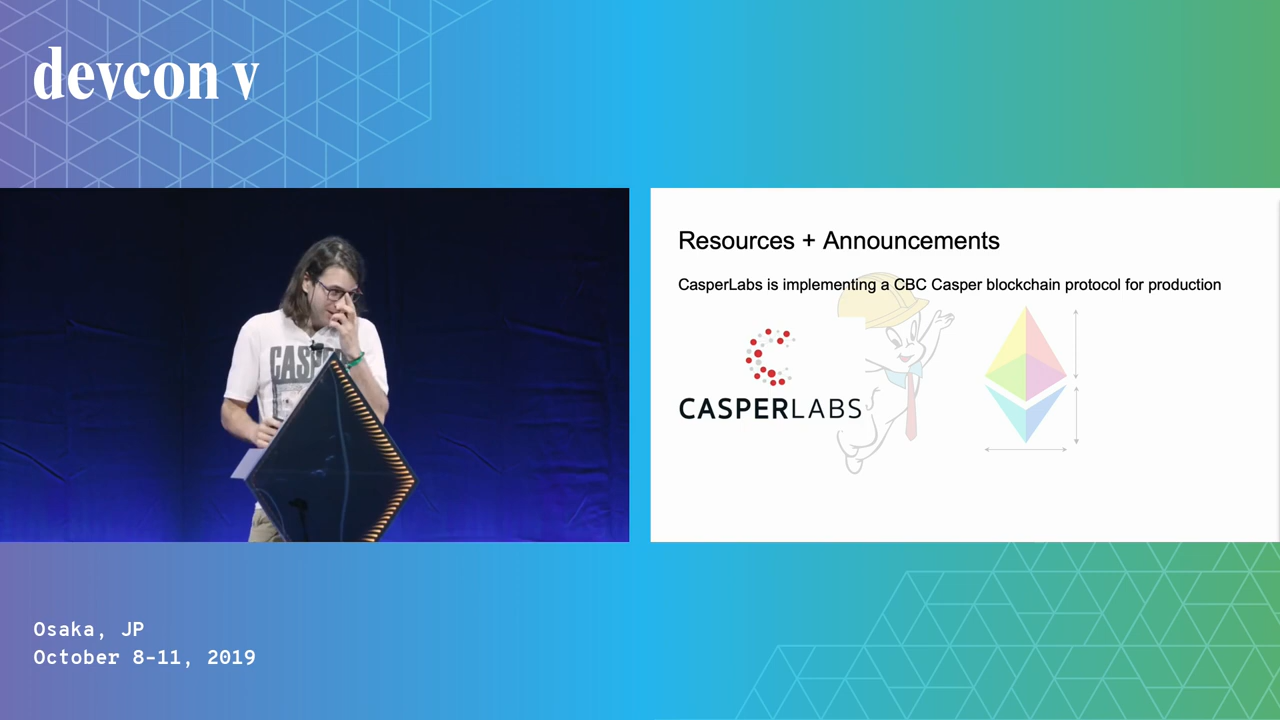 devcon v
CASP
Resources + Announcements
CasperLabs is implementing a CBC Casper blockchain protocol for production
CASPERLABS
Osaka, JP
October 8-11, 2019